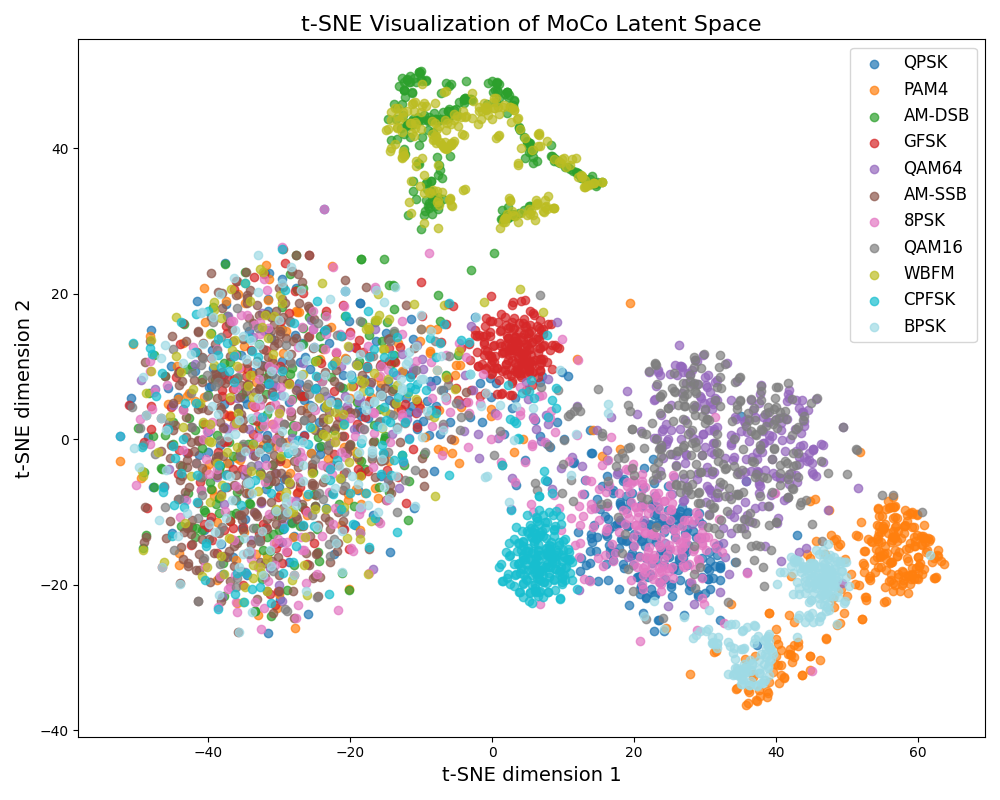 t-SNE Visualization of MoCo Latent Space
QPSK
PAM4
AM-DSB
GFSK
QAM64
AM-SSB
8PSK
QAM16
WBFM
CPFSK
BPSK
40
20
0
−20
−40
t-SNE dimension 2
−40 −20 0 20 40 60
t-SNE dimension 1